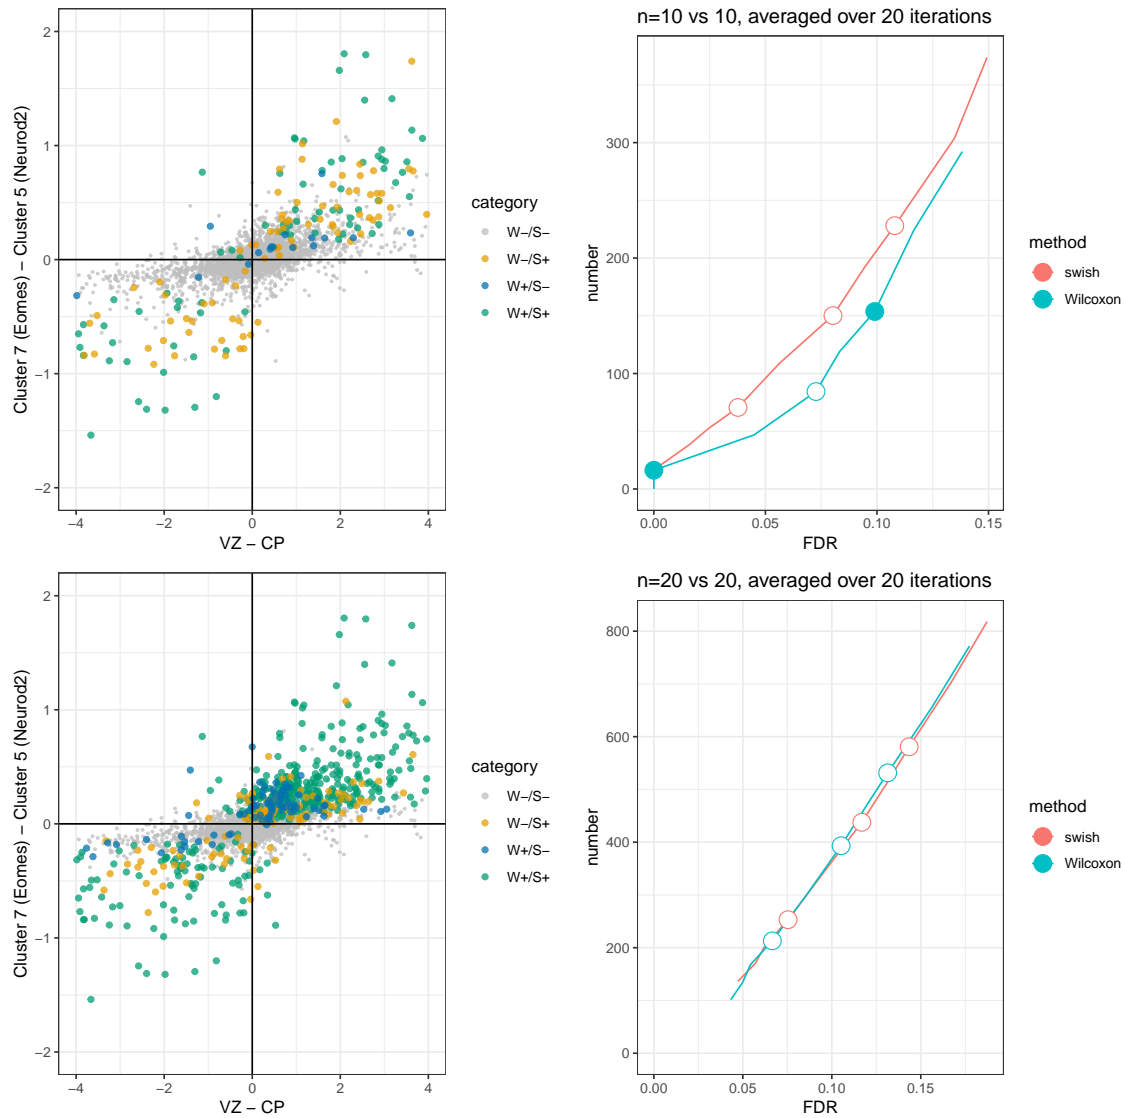 2
1
0
−1
−2
−4
−2
0
2
4
VZ − CP
Cluster 7 (Eomes) − Cluster 5 (Neurod2)
category
W−/S−
W−/S+
W+/S−
W+/S+
n=10 vs 10, averaged over 20 iterations
300
200
100
0
0.00
0.05
0.10
0.15
FDR
number
method
swish
Wilcoxon
2
1
0
−1
−2
−4
−2
0
2
4
VZ − CP
Cluster 7 (Eomes) − Cluster 5 (Neurod2)
category
W−/S−
W−/S+
W+/S−
W+/S+
n=20 vs 20, averaged over 20 iterations
800
600
400
200
0
0.00
0.05
0.10
0.15
FDR
number
method
swish
Wilcoxon